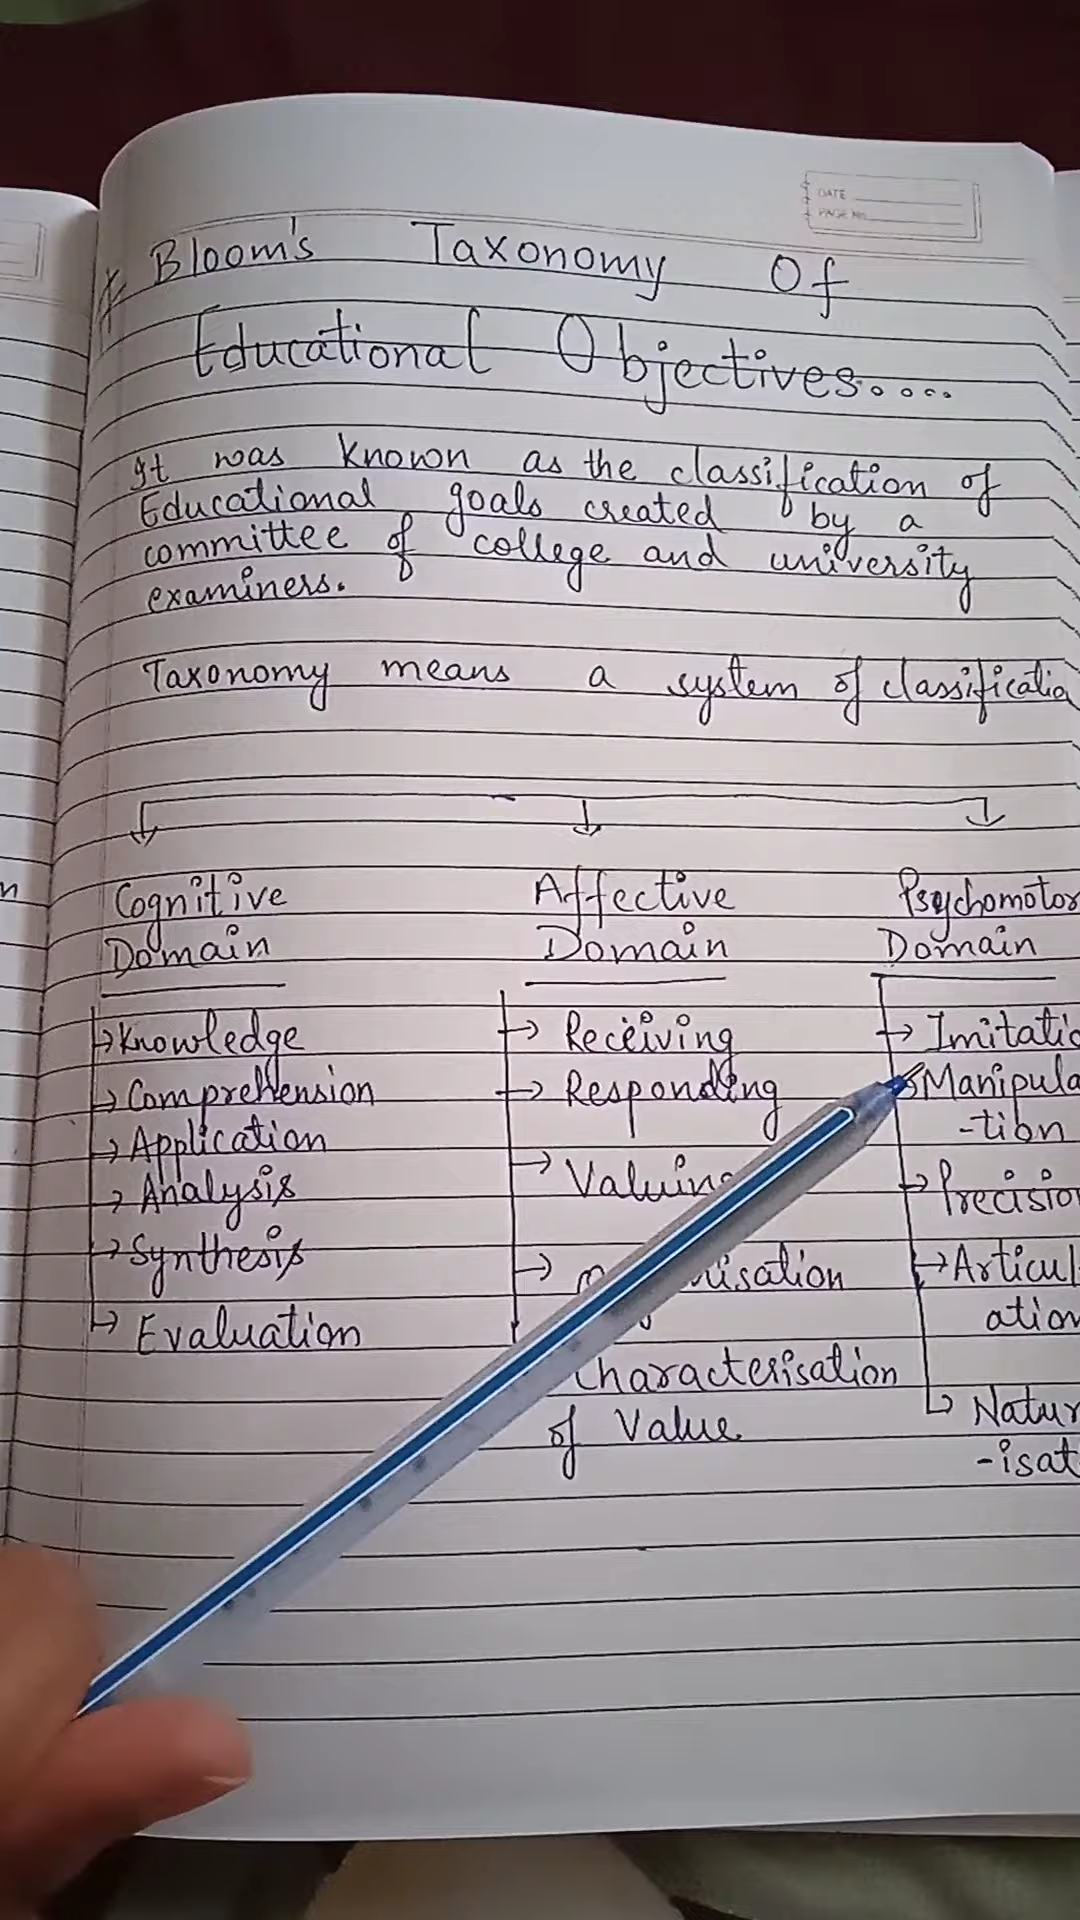 DATE
PAGE No.
* Bloom's Taxonomy Of
Educational Objectives.....
It was known as the classification of
Educational goals created by a
committee of college and university
examiners.
Taxonomy means a system of classificatio
Cognitive
Domain
→ Knowledge
→ Comprehension
→ Application
→ Analysis
→ Synthesis
→ Evaluation
Affective
Domain
→ Receiving
→ Responding
→ Valuing
→
Characterisation
of Value
Psychomotor
Domain
→ Imitatio
→ Manipula
-tion
→ Precision
→ Articul
ation
→ Natur
-isat
n